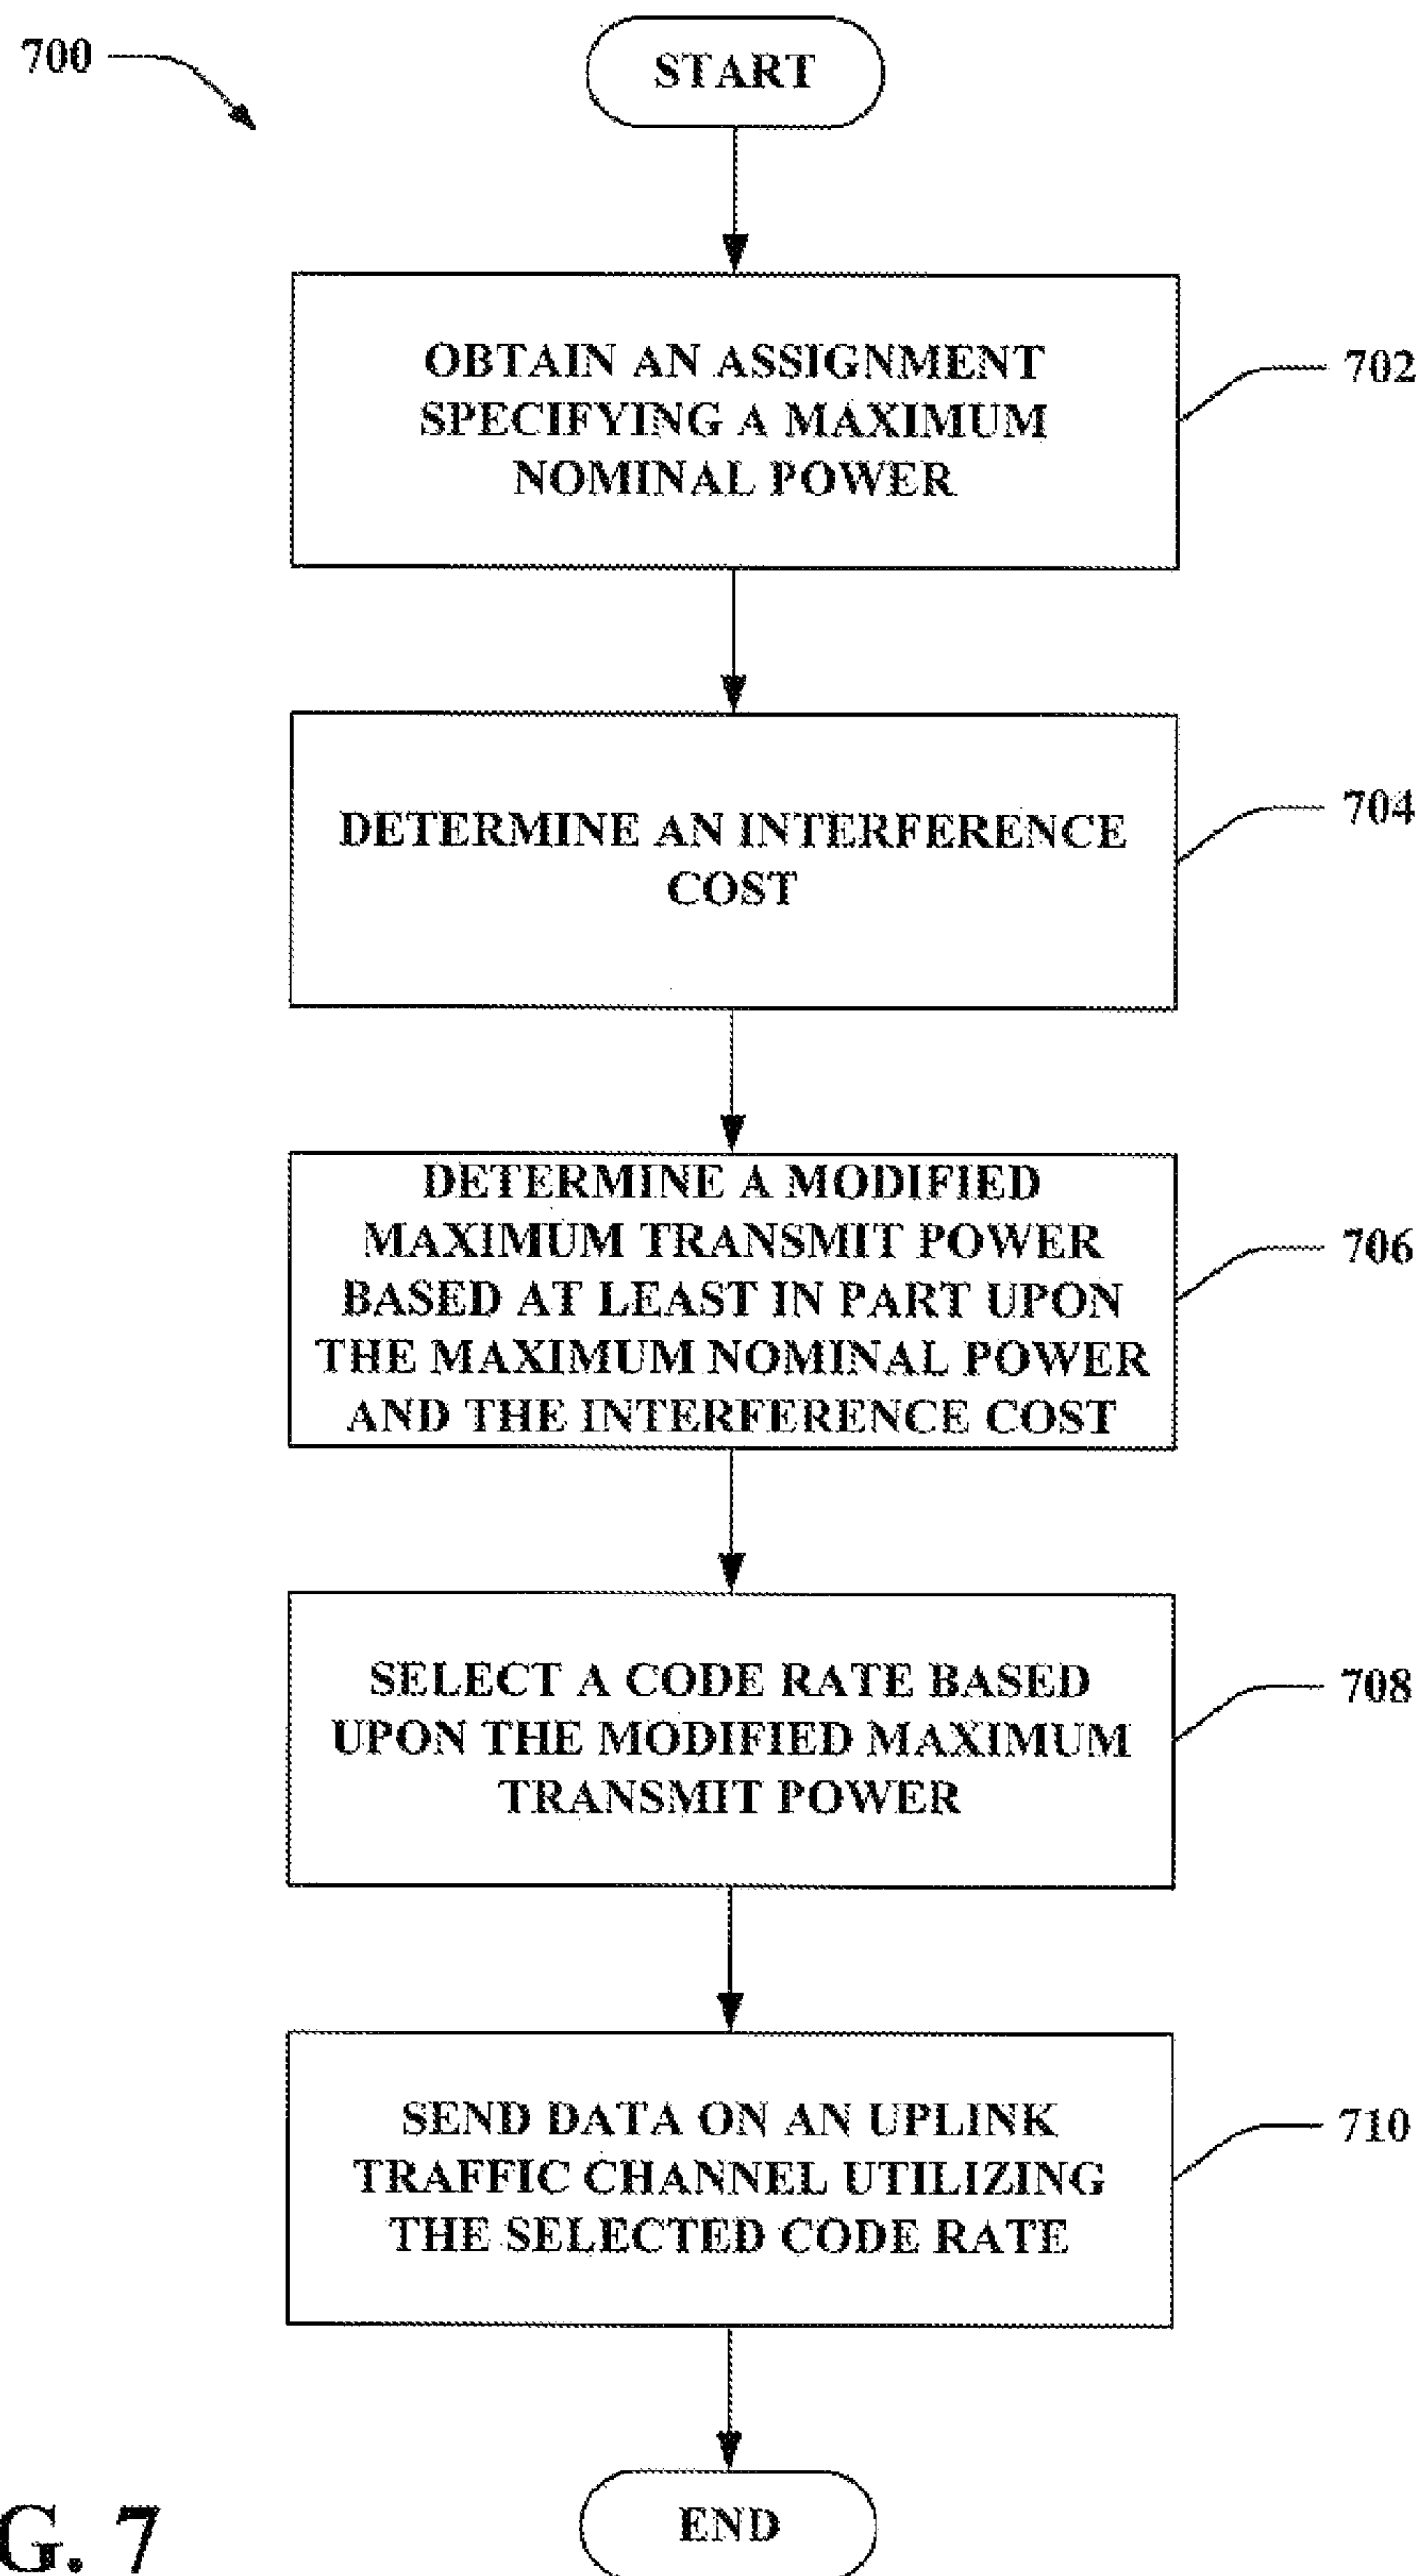 700
START
OBTAIN AN ASSIGNMENT
SPECIFYING A MAXIMUM
NOMINAL POWER
702
DETERMINE AN INTERFERENCE
COST
704
DETERMINE A MODIFIED
MAXIMUM TRANSMIT POWER
BASED AT LEAST IN PART UPON
THE MAXIMUM NOMINAL POWER
AND THE INTERFERENCE COST
706
SELECT A CODE RATE BASED
UPON THE MODIFIED MAXIMUM
TRANSMIT POWER
708
SEND DATA ON AN UPLINK
TRAFFIC CHANNEL UTILIZING
THE SELECTED CODE RATE
710
END
G. 7